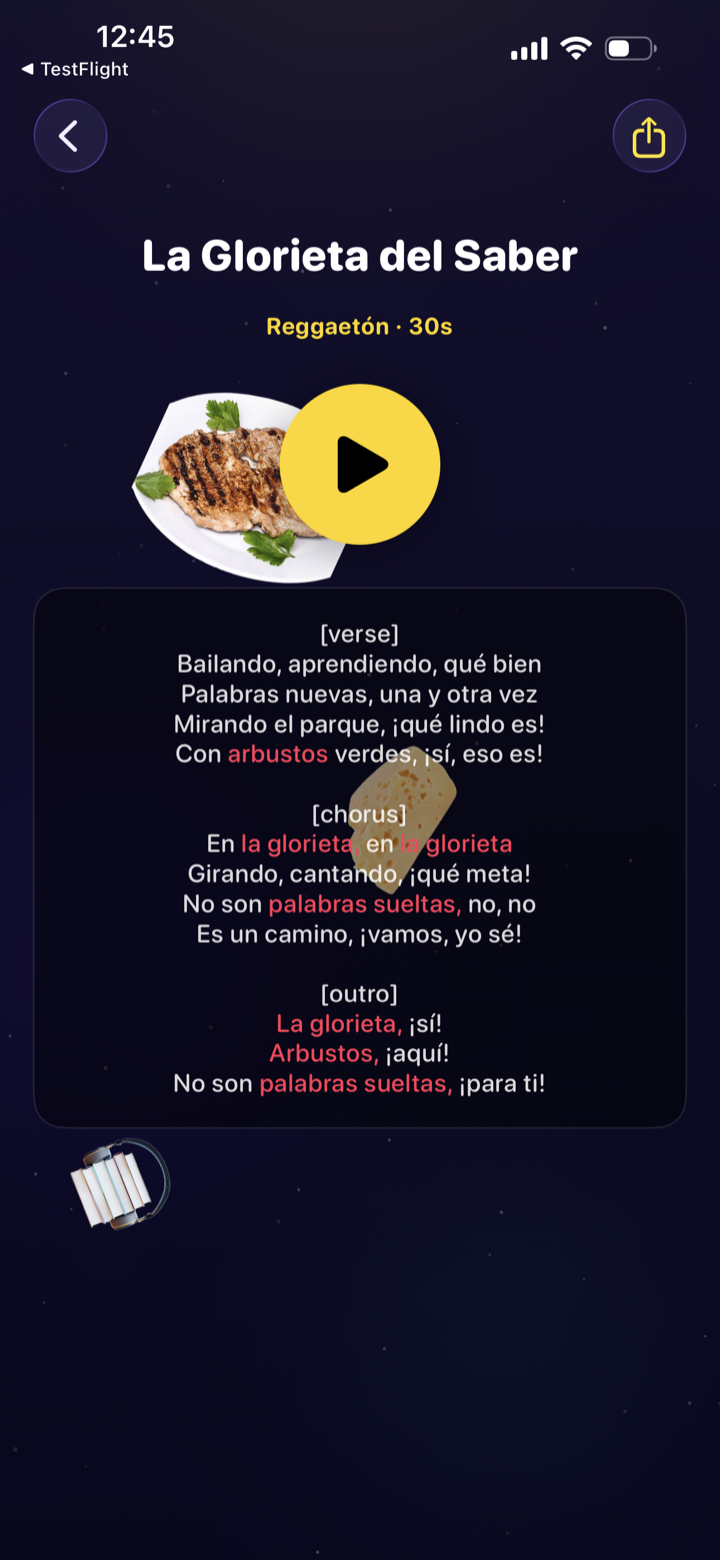 12:45
TestFlight
La Glorieta del Saber
Reggaetón · 30s
[verse]
Bailando, aprendiendo, qué bien
Palabras nuevas, una y otra vez
Mirando el parque, ¡qué lindo es!
Con arbustos verdes, ¡sí, eso es!
[chorus]
En la glorieta, en la glorieta
Girando, cantando, ¡qué meta!
No son palabras sueltas, no, no
Es un camino, ¡vamos, yo sé!
[outro]
La glorieta, ¡sí!
Arbustos, ¡aquí!
No son palabras sueltas, ¡para ti!